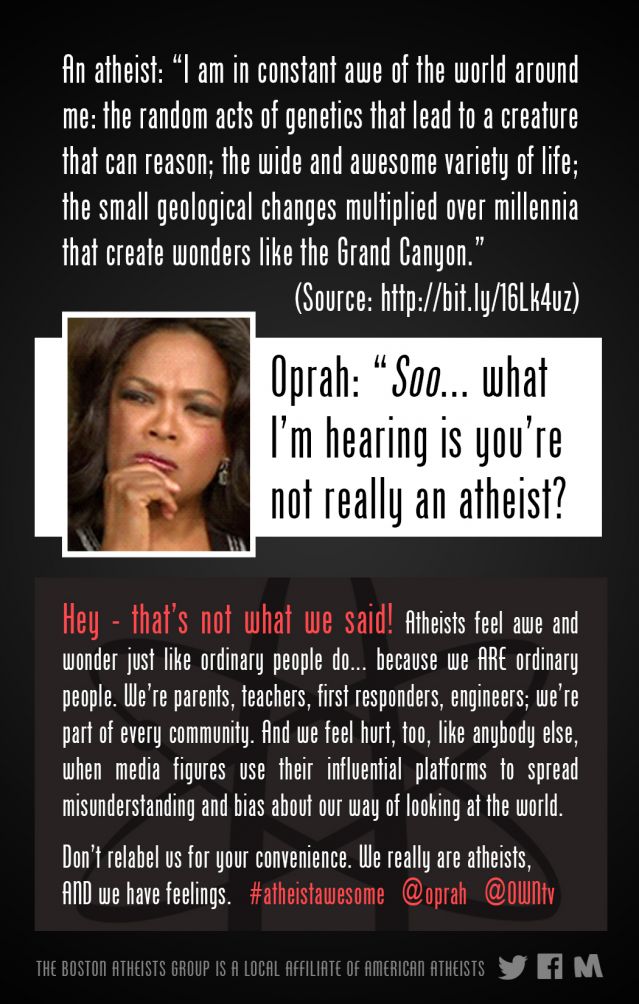 An atheist: “I am in constant awe of the world around
me: the random acts of genetics that lead to a creature
that can reason; the wide and awesome variety of life;
the small geological changes multiplied over millennia
that create wonders like the Grand Canyon.”
(Source: http://bit.ly/16Lk4uz)
Oprah: “Soo... what
I’m hearing is you’re
not really an atheist?
Hey - that’s not what we said! Atheists feel awe and
wonder just like ordinary people do... because we ARE ordinary
people. We’re parents, teachers, first responders, engineers; we’re
part of every community. And we feel hurt, too, like anybody else,
when media figures use their influential platforms to spread
misunderstanding and bias about our way of looking at the world.
Don’t relabel us for your convenience. We really are atheists,
AND we have feelings. #atheistawesome @oprah @OWNtv
THE BOSTON ATHEISTS GROUP IS A LOCAL AFFILIATE OF AMERICAN ATHEISTS